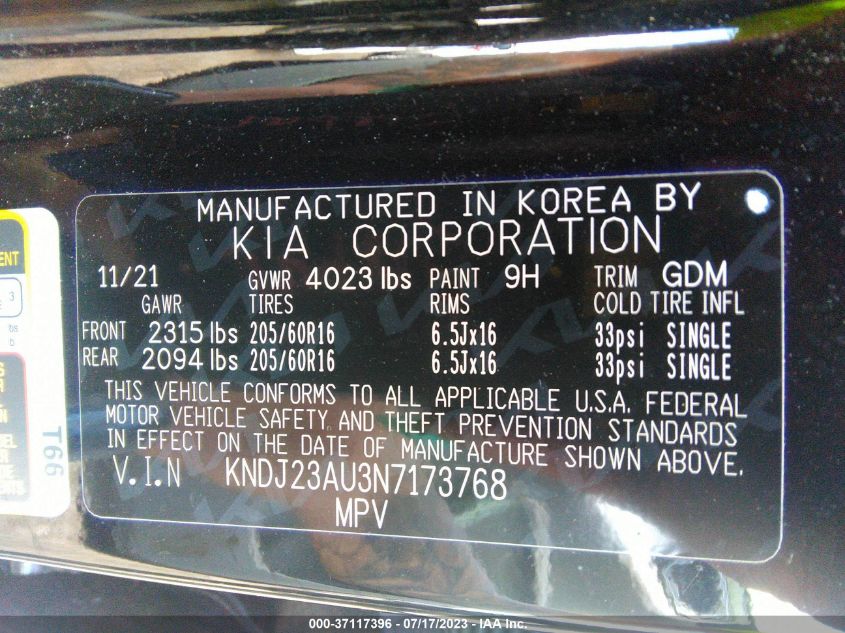 MANUFACTURED IN KOREA BY
KIA CORPORATION
11/21 GVWR 4023 lbs PAINT 9H TRIM GDM
GAWR TIRES RIMS COLD TIRE INFL
FRONT 2315 lbs 205/60R16 6.5Jx16 33psi SINGLE
REAR 2094 lbs 205/60R16 6.5Jx16 33psi SINGLE
THIS VEHICLE CONFORMS TO ALL APPLICABLE U.S.A. FEDERAL
MOTOR VEHICLE SAFETY AND THEFT PREVENTION STANDARDS
IN EFFECT ON THE DATE OF MANUFACTURE SHOWN ABOVE.
V.I.N KNDJ23AU3N7173768
MPV
ENT
3
lbs
T66
000-37117396 - 07/17/2023 - IAA Inc.